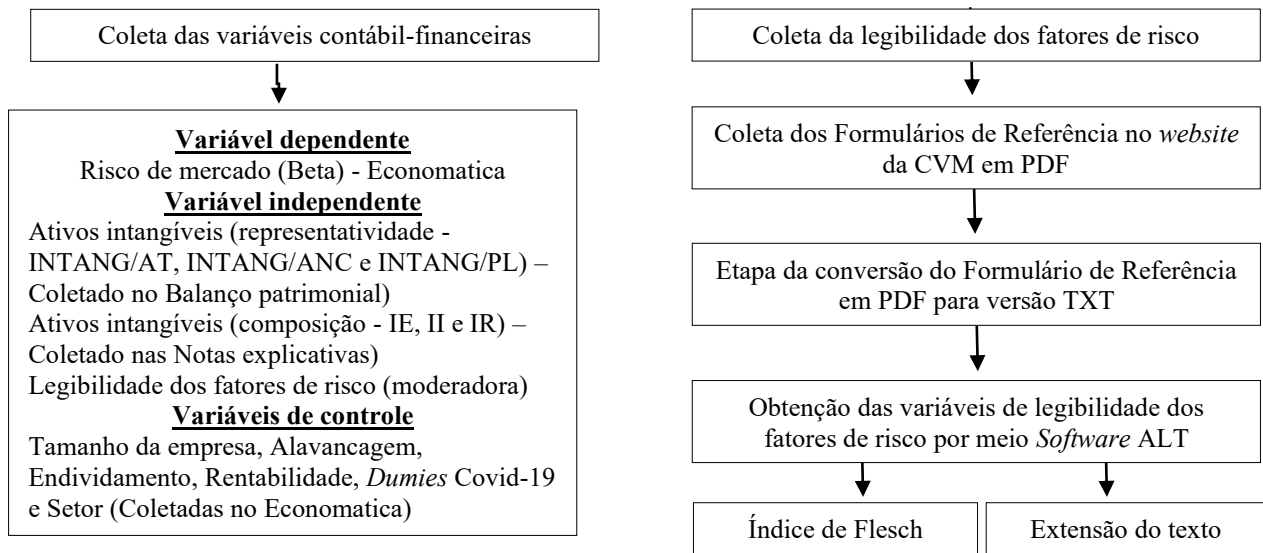 Coleta das variáveis contábil-financeiras
Variável dependente
Risco de mercado (Beta) - Economatica
Variável independente
Ativos intangíveis (representatividade -
INTANG/AT, INTANG/ANC e INTANG/PL) –
Coletado no Balanço patrimonial)
Ativos intangíveis (composição - IE, II e IR) –
Coletado nas Notas explicativas)
Legibilidade dos fatores de risco (moderadora)
Variáveis de controle
Tamanho da empresa, Alavancagem,
Endividamento, Rentabilidade, Dumies Covid-19
e Setor (Coletadas no Economatica)
Coleta da legibilidade dos fatores de risco
Coleta dos Formulários de Referência no website
da CVM em PDF
Etapa da conversão do Formulário de Referência
em PDF para versão TXT
Obtenção das variáveis de legibilidade dos
fatores de risco por meio Software ALT
Índice de Flesch
Extensão do texto